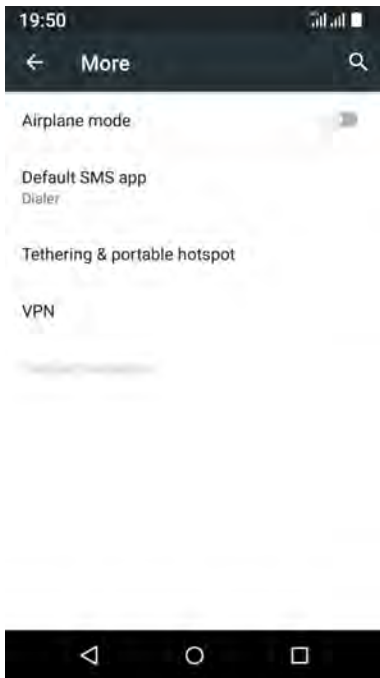 19:50
More
Airplane mode
Default SMS app
Dialer
Tethering & portable hotspot
VPN